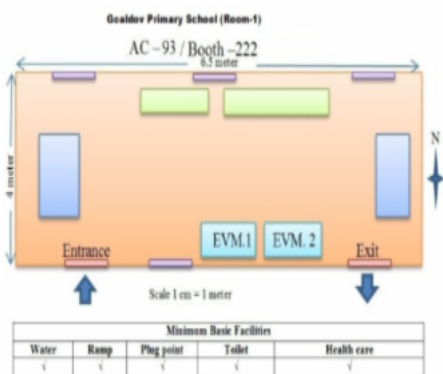 Goaldov Primary School (Room-1)
AC –93 / Booth –222
6.5 meter
4 meter
N
EVM.1 EVM. 2
Entrance Exit
Scale 1 cm = 1 meter
Minimum Basic Facilities
Water Ramp Plug point Toilet Health care
√ √ √ √ √